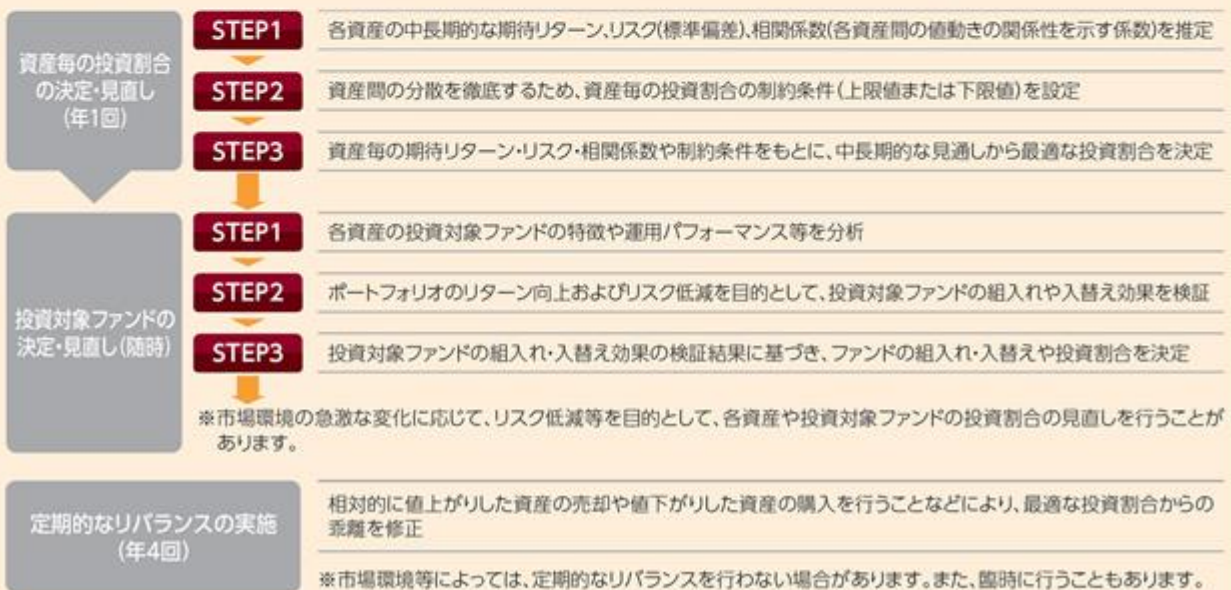 資産毎の投資割合
の決定・見直し
(年1回)
STEP1
各資産の中長期的な期待リターン、リスク(標準偏差)、相関係数(各資産間の値動きの関係性を示す係数)を推定
STEP2
資産間の分散を徹底するため、資産毎の投資割合の制約条件(上限値または下限値)を設定
STEP3
資産毎の期待リターン・リスク・相関係数や制約条件をもとに、中長期的な見通しから最適な投資割合を決定
投資対象ファンドの
決定・見直し(随時)
STEP1
各資産の投資対象ファンドの特徴や運用パフォーマンス等を分析
STEP2
ポートフォリオのリターン向上およびリスク低減を目的として、投資対象ファンドの組入れや入替え効果を検証
STEP3
投資対象ファンドの組入れ・入替え効果の検証結果に基づき、ファンドの組入れ・入替えや投資割合を決定
※市場環境の急激な変化に応じて、リスク低減等を目的として、各資産や投資対象ファンドの投資割合の見直しを行うことが
あります。
定期的なリバランスの実施
(年4回)
相対的に値上がりした資産の売却や値下がりした資産の購入を行うことなどにより、最適な投資割合からの
乖離を修正
※市場環境等によっては、定期的なリバランスを行わない場合があります。また、臨時に行うこともあります。